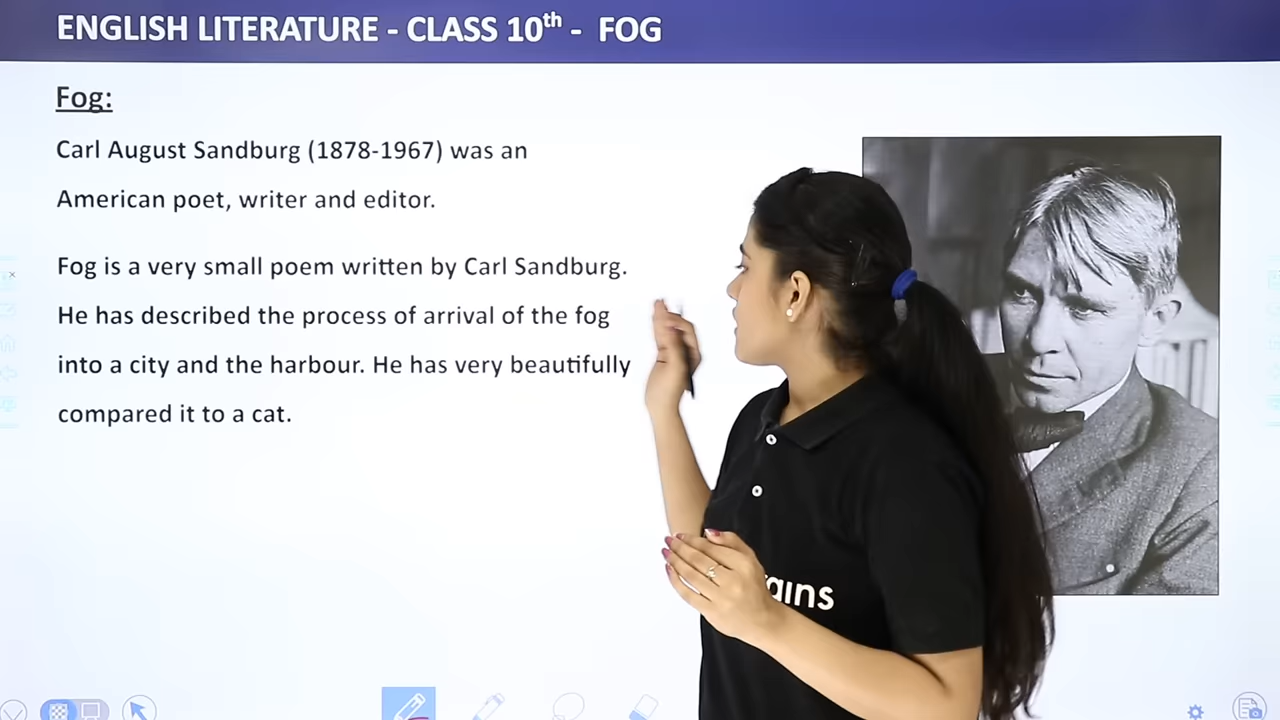 ENGLISH LITERATURE - CLASS 10th - FOG
Fog:
Carl August Sandburg (1878-1967) was an
American poet, writer and editor.
Fog is a very small poem written by Carl Sandburg.
He has described the process of arrival of the fog
into a city and the harbour. He has very beautifully
compared it to a cat.